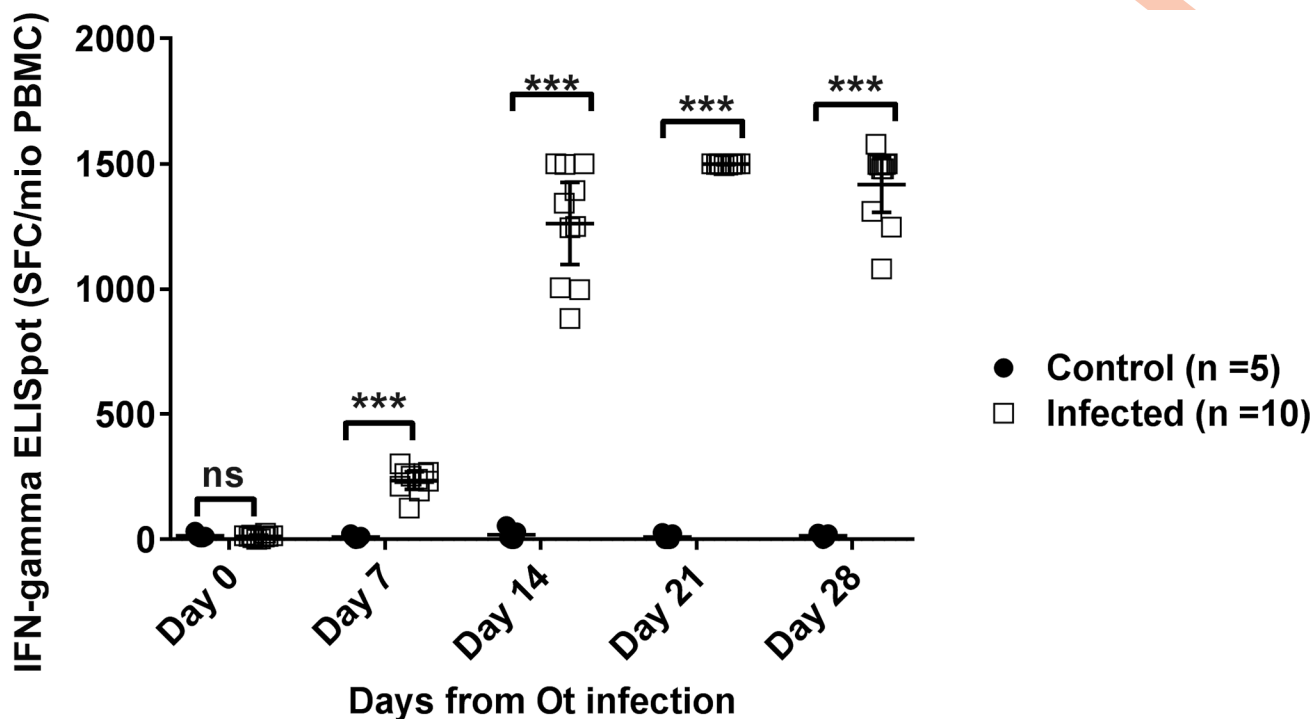 IFN-gamma ELISpot (SFC/mio PBMC)
2000
1500
1000
500
0
ns
***
***
***
***
Day 0
Day 7
Day 14
Day 21
Day 28
Days from Ot infection
Control (n =5)
Infected (n =10)